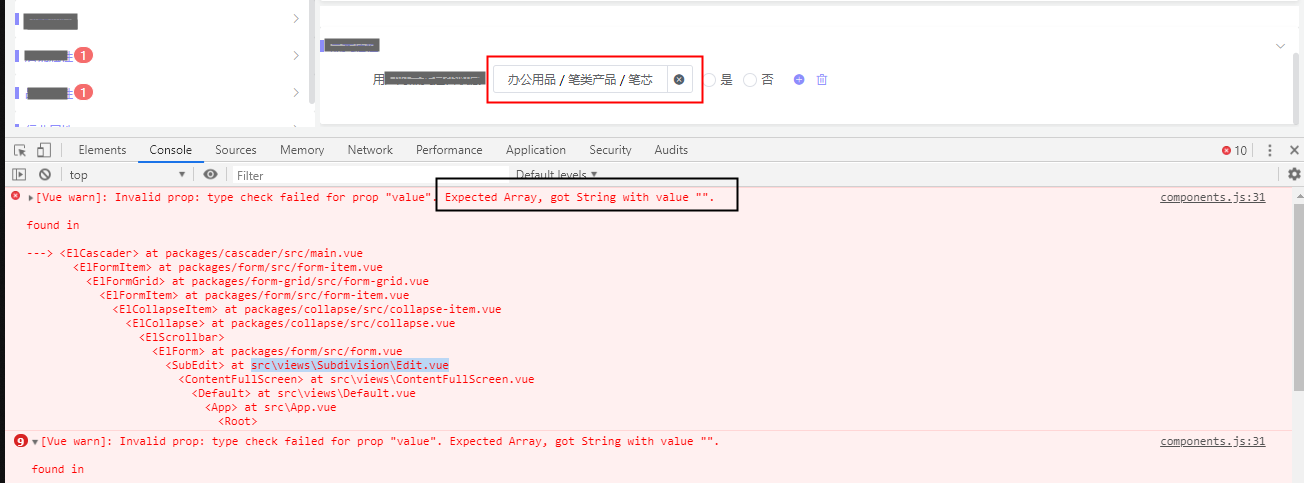 1
1
用
办公用品 / 笔类产品 / 笔芯
是
否
Elements
Console
Sources
Memory
Network
Performance
Application
Security
Audits
10
top
Filter
Default levels
[Vue warn]: Invalid prop: type check failed for prop "value". Expected Array, got String with value "".
components.js:31
found in
---> <ElCascader> at packages/cascader/src/main.vue
<ElFormItem> at packages/form/src/form-item.vue
<ElFormGrid> at packages/form-grid/src/form-grid.vue
<ElFormItem> at packages/form/src/form-item.vue
<ElCollapseItem> at packages/collapse/src/collapse-item.vue
<ElCollapse> at packages/collapse/src/collapse.vue
<ElScrollbar>
<ElForm> at packages/form/src/form.vue
<SubEdit> at src\views\Subdivision\Edit.vue
<ContentFullScreen> at src\views\ContentFullScreen.vue
<Default> at src\views\Default.vue
<App> at src\App.vue
<Root>
9
[Vue warn]: Invalid prop: type check failed for prop "value". Expected Array, got String with value "".
components.js:31
found in